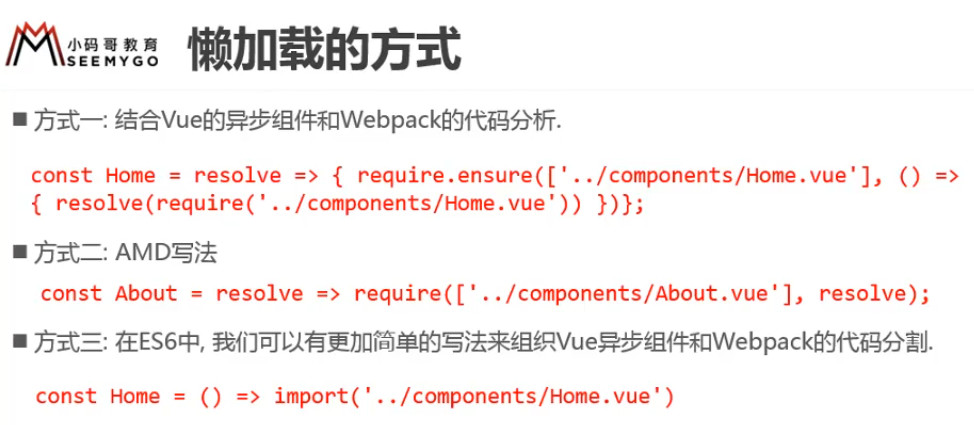 小码哥教育
SEEMYGO
懒加载的方式
方式一: 结合Vue的异步组件和Webpack的代码分析.
const Home = resolve => { require.ensure(['../components/Home.vue'], () =>
{ resolve(require('../components/Home.vue')) })};
方式二: AMD写法
const About = resolve => require(['../components/About.vue'], resolve);
方式三: 在ES6中, 我们可以有更加简单的写法来组织Vue异步组件和Webpack的代码分割.
const Home = () => import('../components/Home.vue')